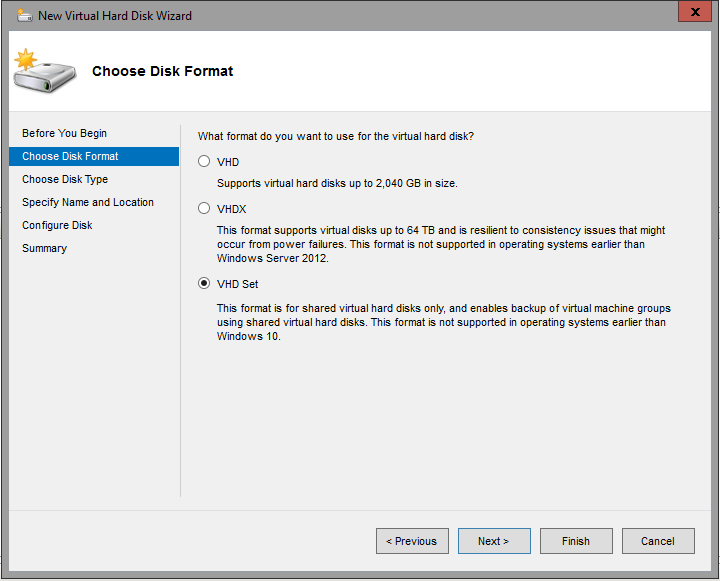 New Virtual Hard Disk Wizard
x
Choose Disk Format
Before You Begin
Choose Disk Format
Choose Disk Type
Specify Name and Location
Configure Disk
Summary
What format do you want to use for the virtual hard disk?
VHD
Supports virtual hard disks up to 2,040 GB in size.
VHDX
This format supports virtual disks up to 64 TB and is resilient to consistency issues that might
occur from power failures. This format is not supported in operating systems earlier than
Windows Server 2012.
VHD Set
This format is for shared virtual hard disks only, and enables backup of virtual machine groups
using shared virtual hard disks. This format is not supported in operating systems earlier than
Windows 10.
< Previous
Next >
Finish
Cancel